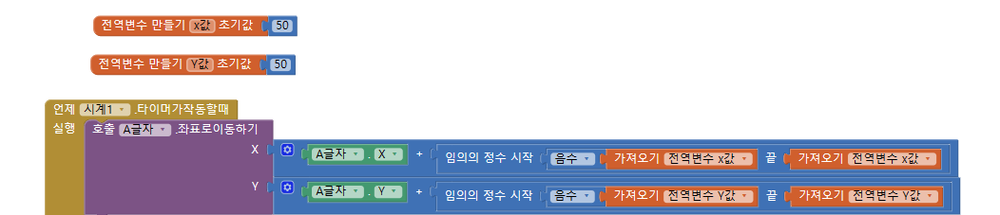 전역변수 만들기 x값 초기값 50
전역변수 만들기 Y값 초기값 50
언제 시계1 .타이머가작동할때
실행 호출 A글자 .좌표로이동하기
X A글자 . X + 임의의 정수 시작 음수 가져오기 전역변수 x값 끝 가져오기 전역변수 x값
Y A글자 . Y + 임의의 정수 시작 음수 가져오기 전역변수 Y값 끝 가져오기 전역변수 Y값